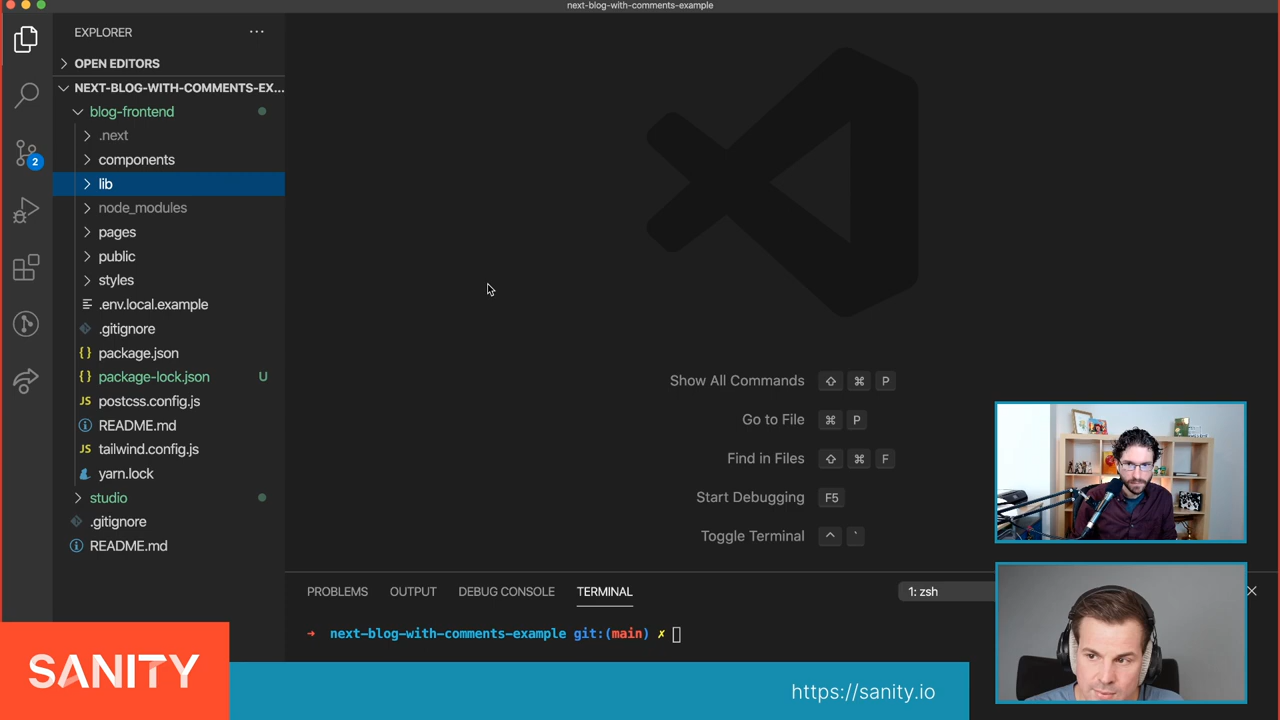 next-blog-with-comments-example
EXPLORER ...
OPEN EDITORS
NEXT-BLOG-WITH-COMMENTS-EX...
blog-frontend
.next
components
lib
node_modules
pages
public
styles
.env.local.example
.gitignore
{ } package.json
{ } package-lock.json U
JS postcss.config.js
README.md
JS tailwind.config.js
yarn.lock
studio
.gitignore
README.md
2
Show All Commands ⇧ ⌘ P
Go to File ⌘ P
Find in Files ⇧ ⌘ F
Start Debugging F5
Toggle Terminal ^ `
PROBLEMS OUTPUT DEBUG CONSOLE TERMINAL 1: zsh
→ next-blog-with-comments-example git:(main) ✗
SANITY
https://sanity.io